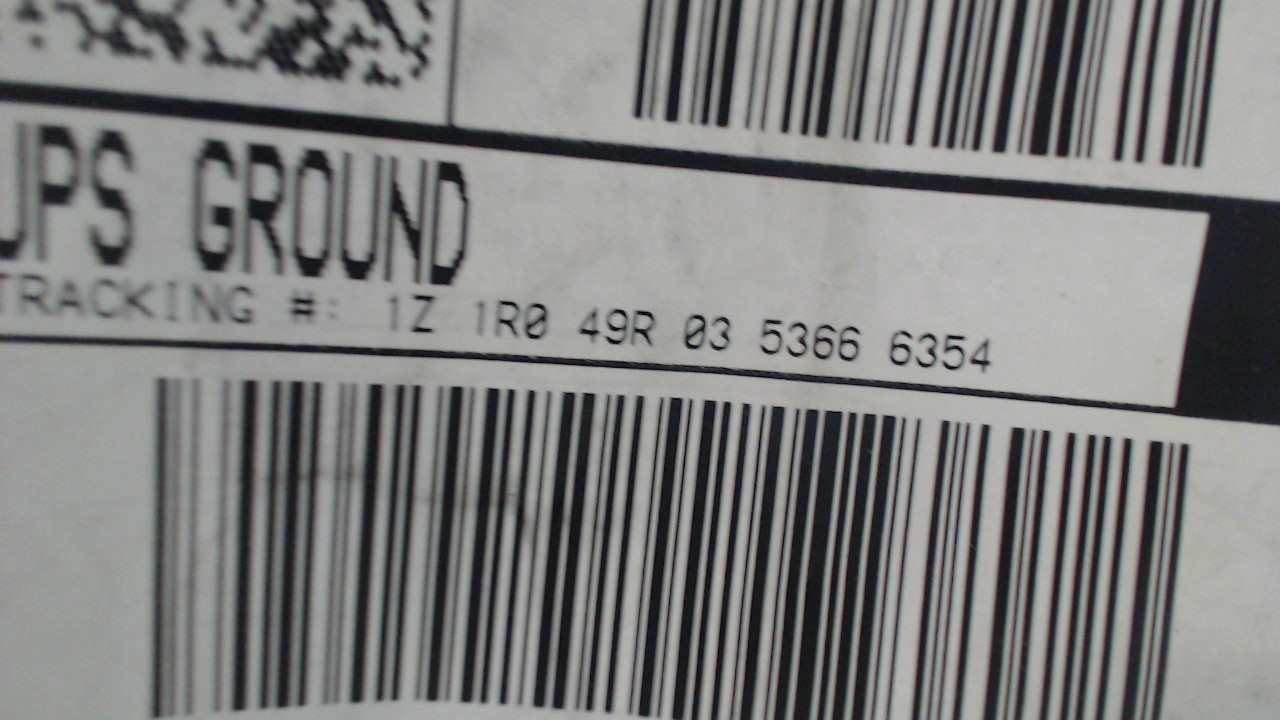 UPS GROUND
TRACKING #: 1Z 1R0 49R 03 5366 6354